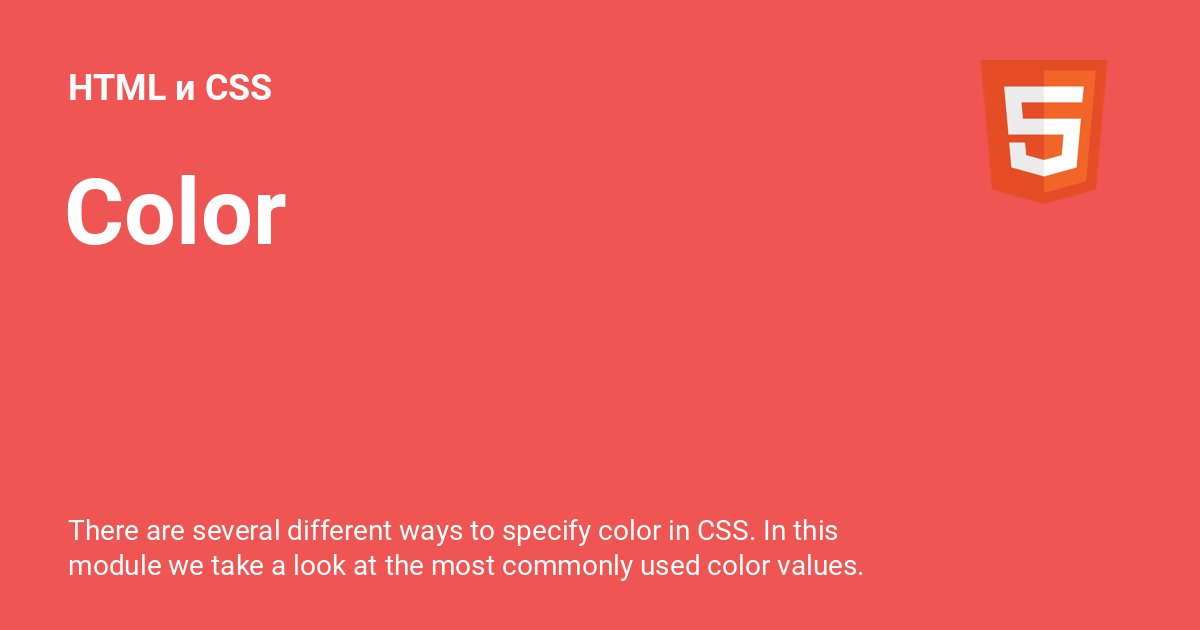 HTML и CSS
Color
There are several different ways to specify color in CSS. In this
module we take a look at the most commonly used color values.